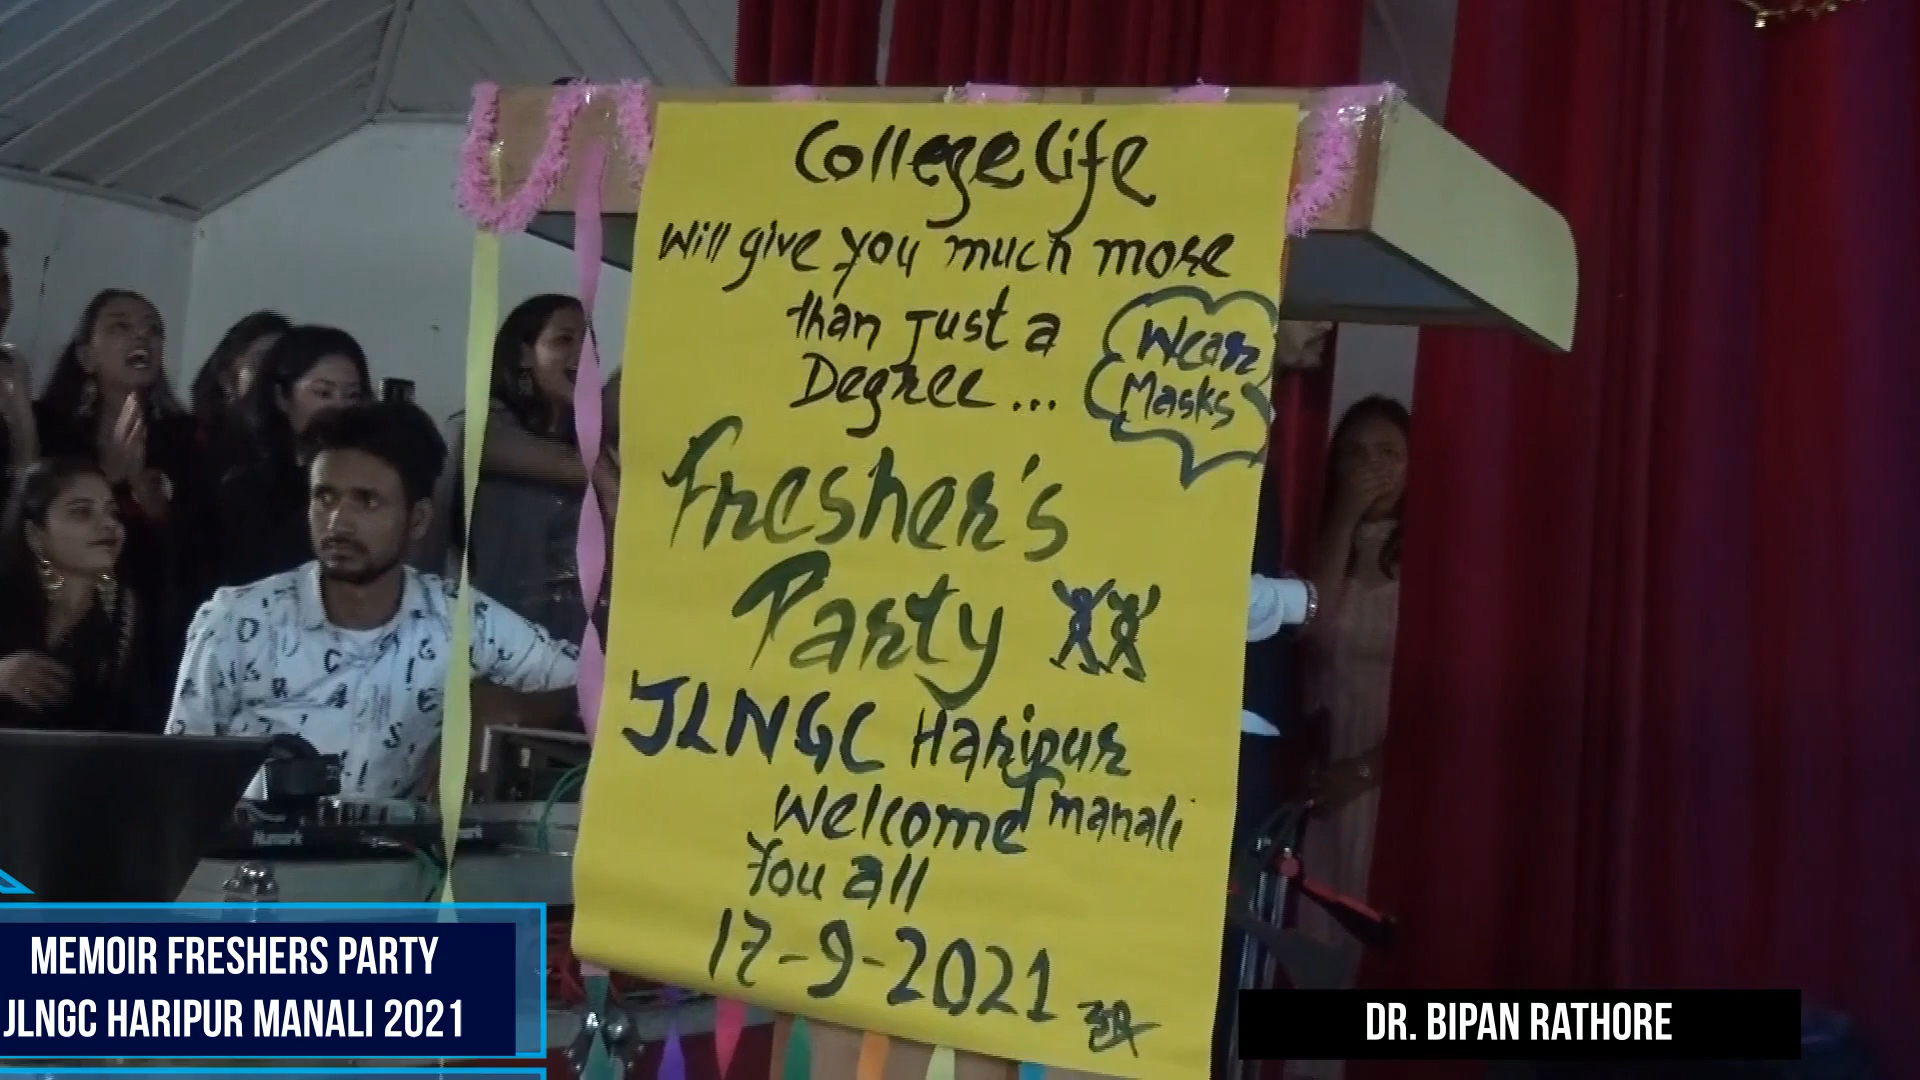 College life
Will give you much more
than just a
Degree...
Wear
Masks
Fresher's
Party
JLNGC Haripur
manali
Welcome
You all
17-9-2021
Numark
MEMOIR FRESHERS PARTY
JLNGC HARIPUR MANALI 2021
DR. BIPAN RATHORE